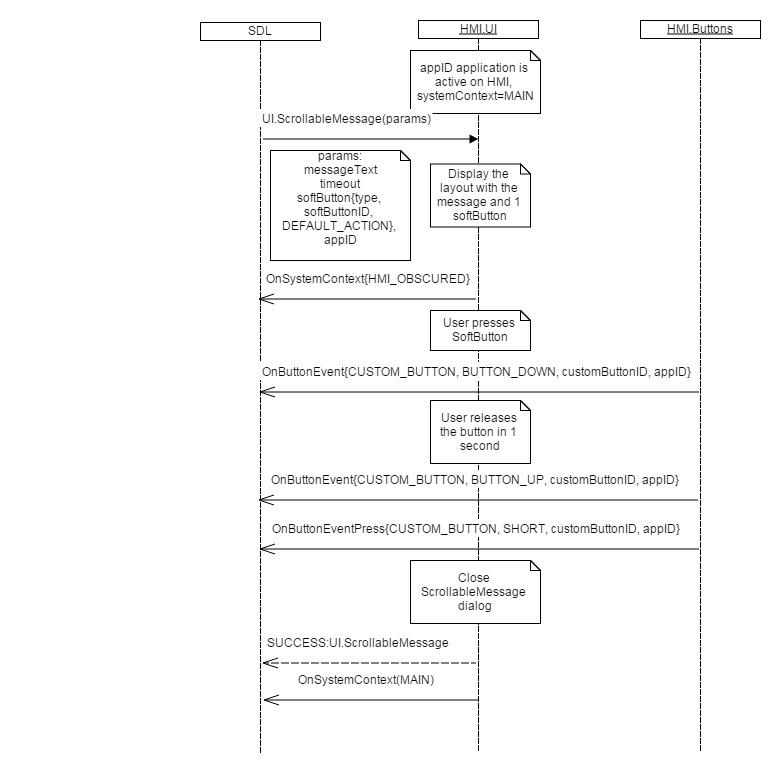 SDL
HMI.UI
HMI.Buttons
appID application is
active on HMI,
systemContext=MAIN
UI.ScrollableMessage(params)
params:
messageText
timeout
softButton{type,
softButtonID,
DEFAULT_ACTION},
appID
Display the
layout with the
message and 1
softButton
OnSystemContext{HMI_OBSCURED}
User presses
SoftButton
OnButtonEvent{CUSTOM_BUTTON, BUTTON_DOWN, customButtonID, appID}
User releases
the button in 1
second
OnButtonEvent{CUSTOM_BUTTON, BUTTON_UP, customButtonID, appID}
OnButtonEventPress{CUSTOM_BUTTON, SHORT, customButtonID, appID}
Close
ScrollableMessage
dialog
SUCCESS:UI.ScrollableMessage
OnSystemContext(MAIN)